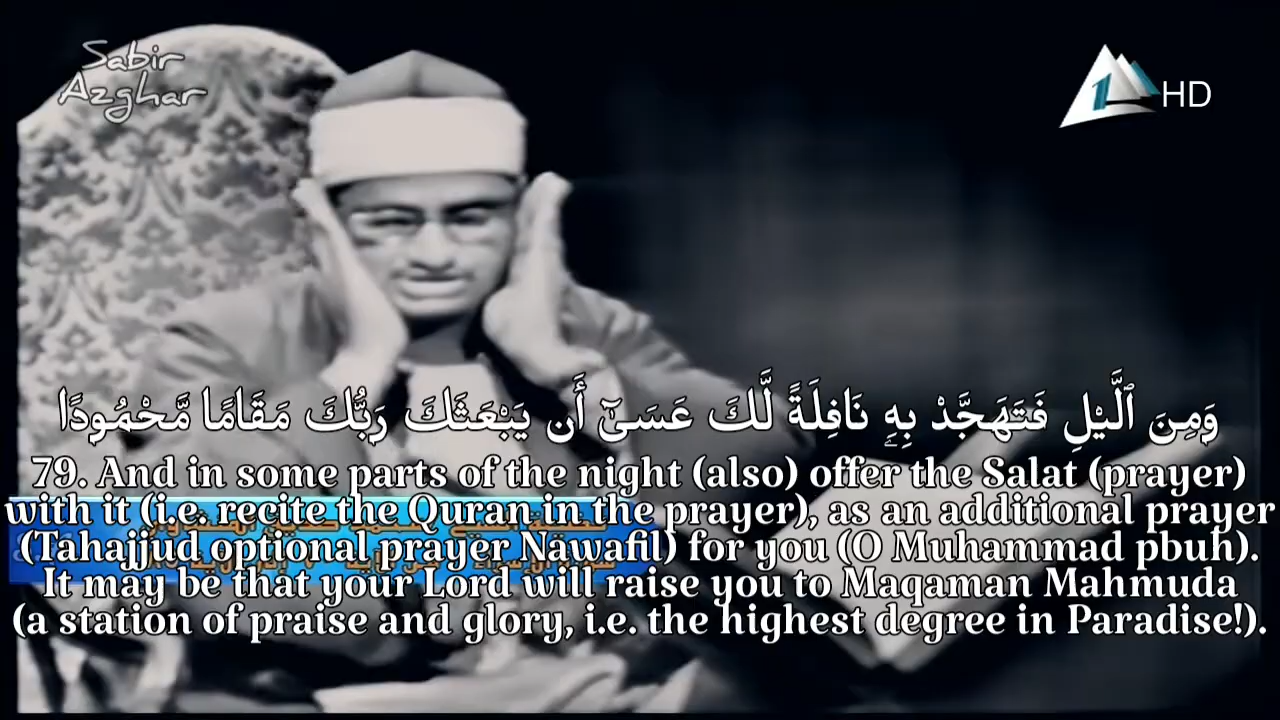 Sabir
Azghar
1 HD
وَمِنَ ٱلَّيْلِ فَتَهَجَّدْ بِهِۦ نَافِلَةً لَّكَ عَسَىٰٓ أَن يَبْعَثَكَ رَبُّكَ مَقَامًا مَّحْمُودًا
79. And in some parts of the night (also) offer the Salat (prayer)
with it (i.e. recite the Quran in the prayer), as an additional prayer
(Tahajjud optional prayer Nawafil) for you (O Muhammad pbuh).
It may be that your Lord will raise you to Maqaman Mahmuda
(a station of praise and glory, i.e. the highest degree in Paradise!).